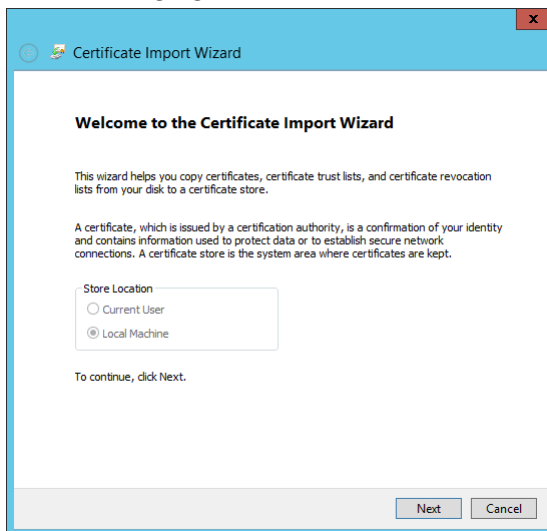 x
Certificate Import Wizard
Welcome to the Certificate Import Wizard
This wizard helps you copy certificates, certificate trust lists, and certificate revocation
lists from your disk to a certificate store.
A certificate, which is issued by a certification authority, is a confirmation of your identity
and contains information used to protect data or to establish secure network
connections. A certificate store is the system area where certificates are kept.
Store Location
Current User
Local Machine
To continue, click Next.
Next Cancel